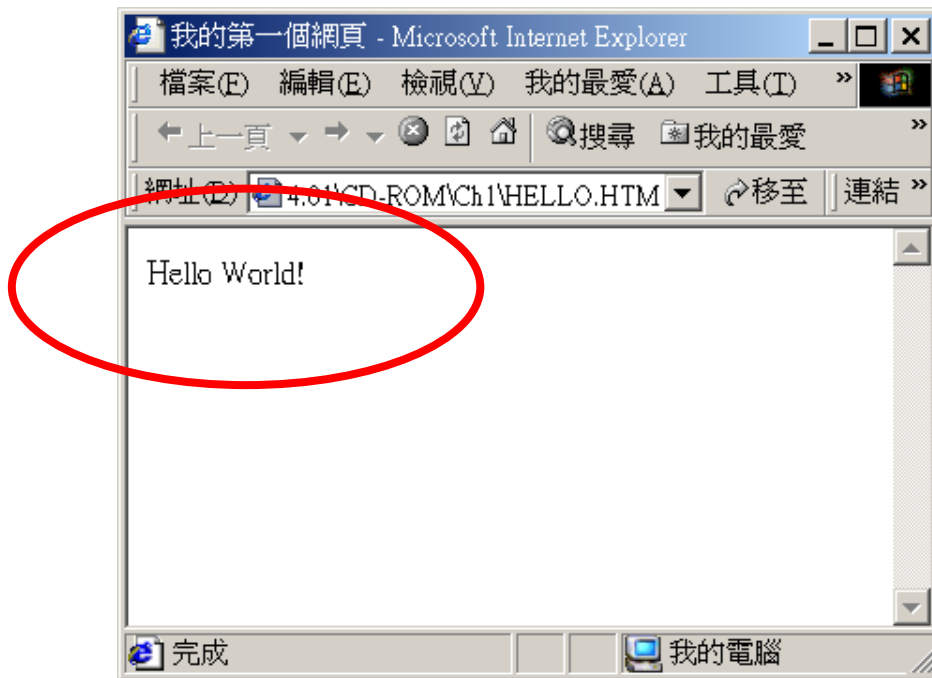 我的第一個網頁 - Microsoft Internet Explorer
檔案(F) 編輯(E) 檢視(V) 我的最愛(A) 工具(T) »
上一頁 搜尋 我的最愛 »
網址(D) 4.01\CD-ROM\Ch1\HELLO.HTM 移至 連結 »
Hello World!
完成 我的電腦